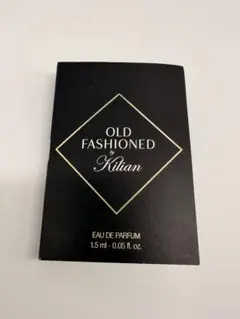 OLD
FASHIONED
by
Kilian
EAU DE PARFUM
1.5 ml - 0.05 fl. oz.